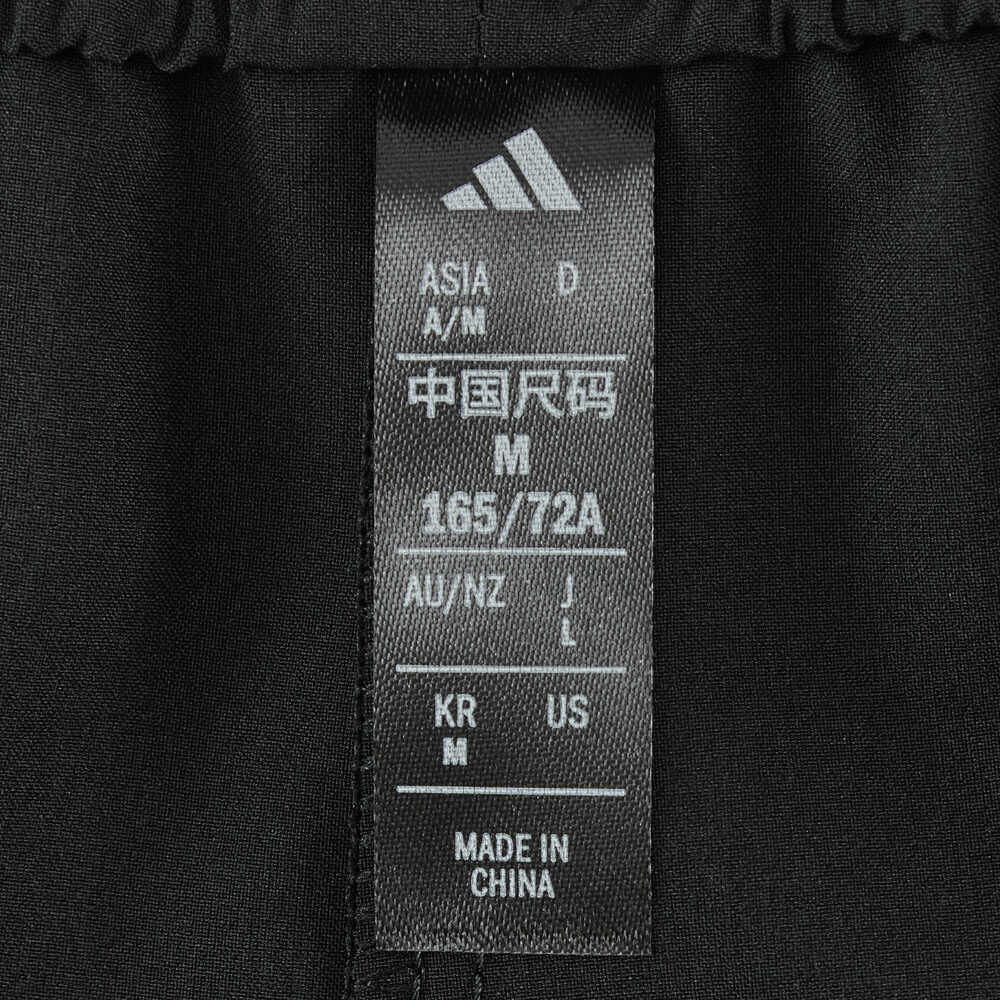 ASIA D
A/M
中国尺码
M
165/72A
AU/NZ J
L
KR US
M
MADE IN
CHINA